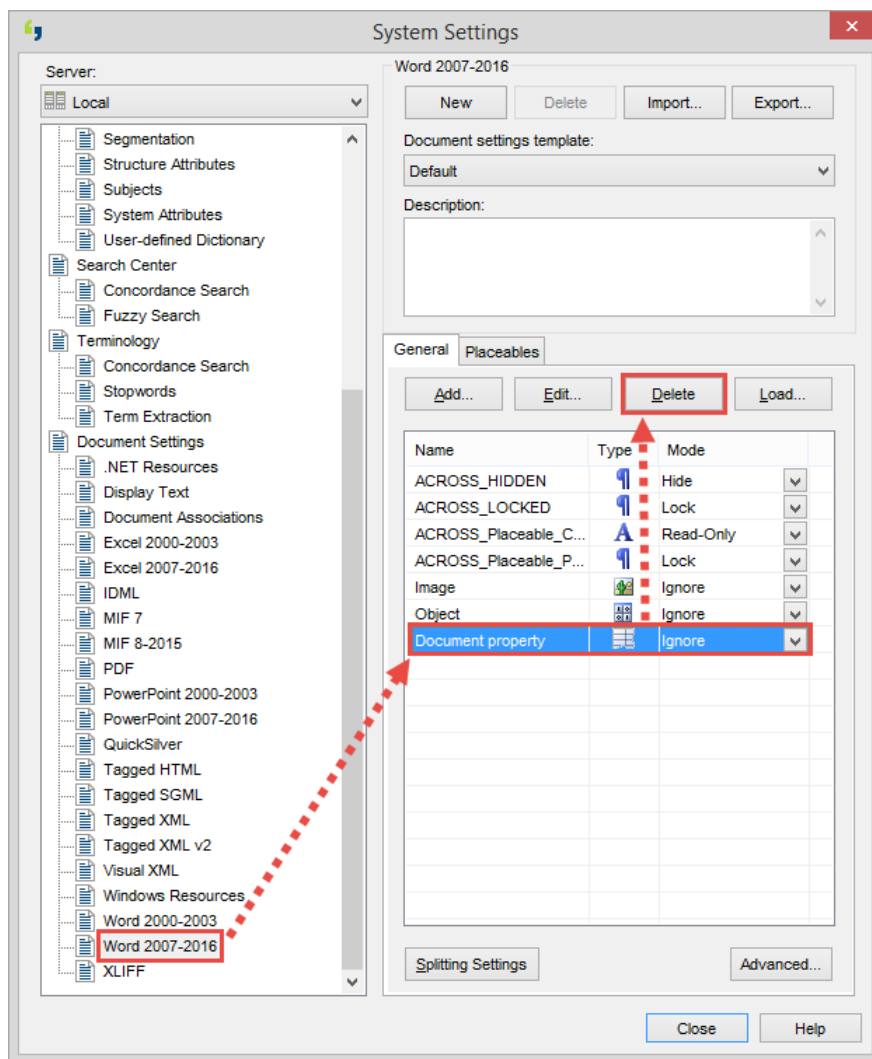 System Settings
Server:
Local
Segmentation
Structure Attributes
Subjects
System Attributes
User-defined Dictionary
Search Center
Concordance Search
Fuzzy Search
Terminology
Concordance Search
Stopwords
Term Extraction
Document Settings
.NET Resources
Display Text
Document Associations
Excel 2000-2003
Excel 2007-2016
IDML
MIF 7
MIF 8-2015
PDF
PowerPoint 2000-2003
PowerPoint 2007-2016
QuickSilver
Tagged HTML
Tagged SGML
Tagged XML
Tagged XML v2
Visual XML
Windows Resources
Word 2000-2003
Word 2007-2016
XLIFF
Word 2007-2016
New Delete Import... Export...
Document settings template:
Default
Description:
General Placeables
Add... Edit... Delete Load...
Name Type Mode
ACROSS_HIDDEN Hide
ACROSS_LOCKED Lock
ACROSS_Placeable_C... Read-Only
ACROSS_Placeable_P... Lock
Image Ignore
Object Ignore
Document property Ignore
Splitting Settings Advanced...
Close Help